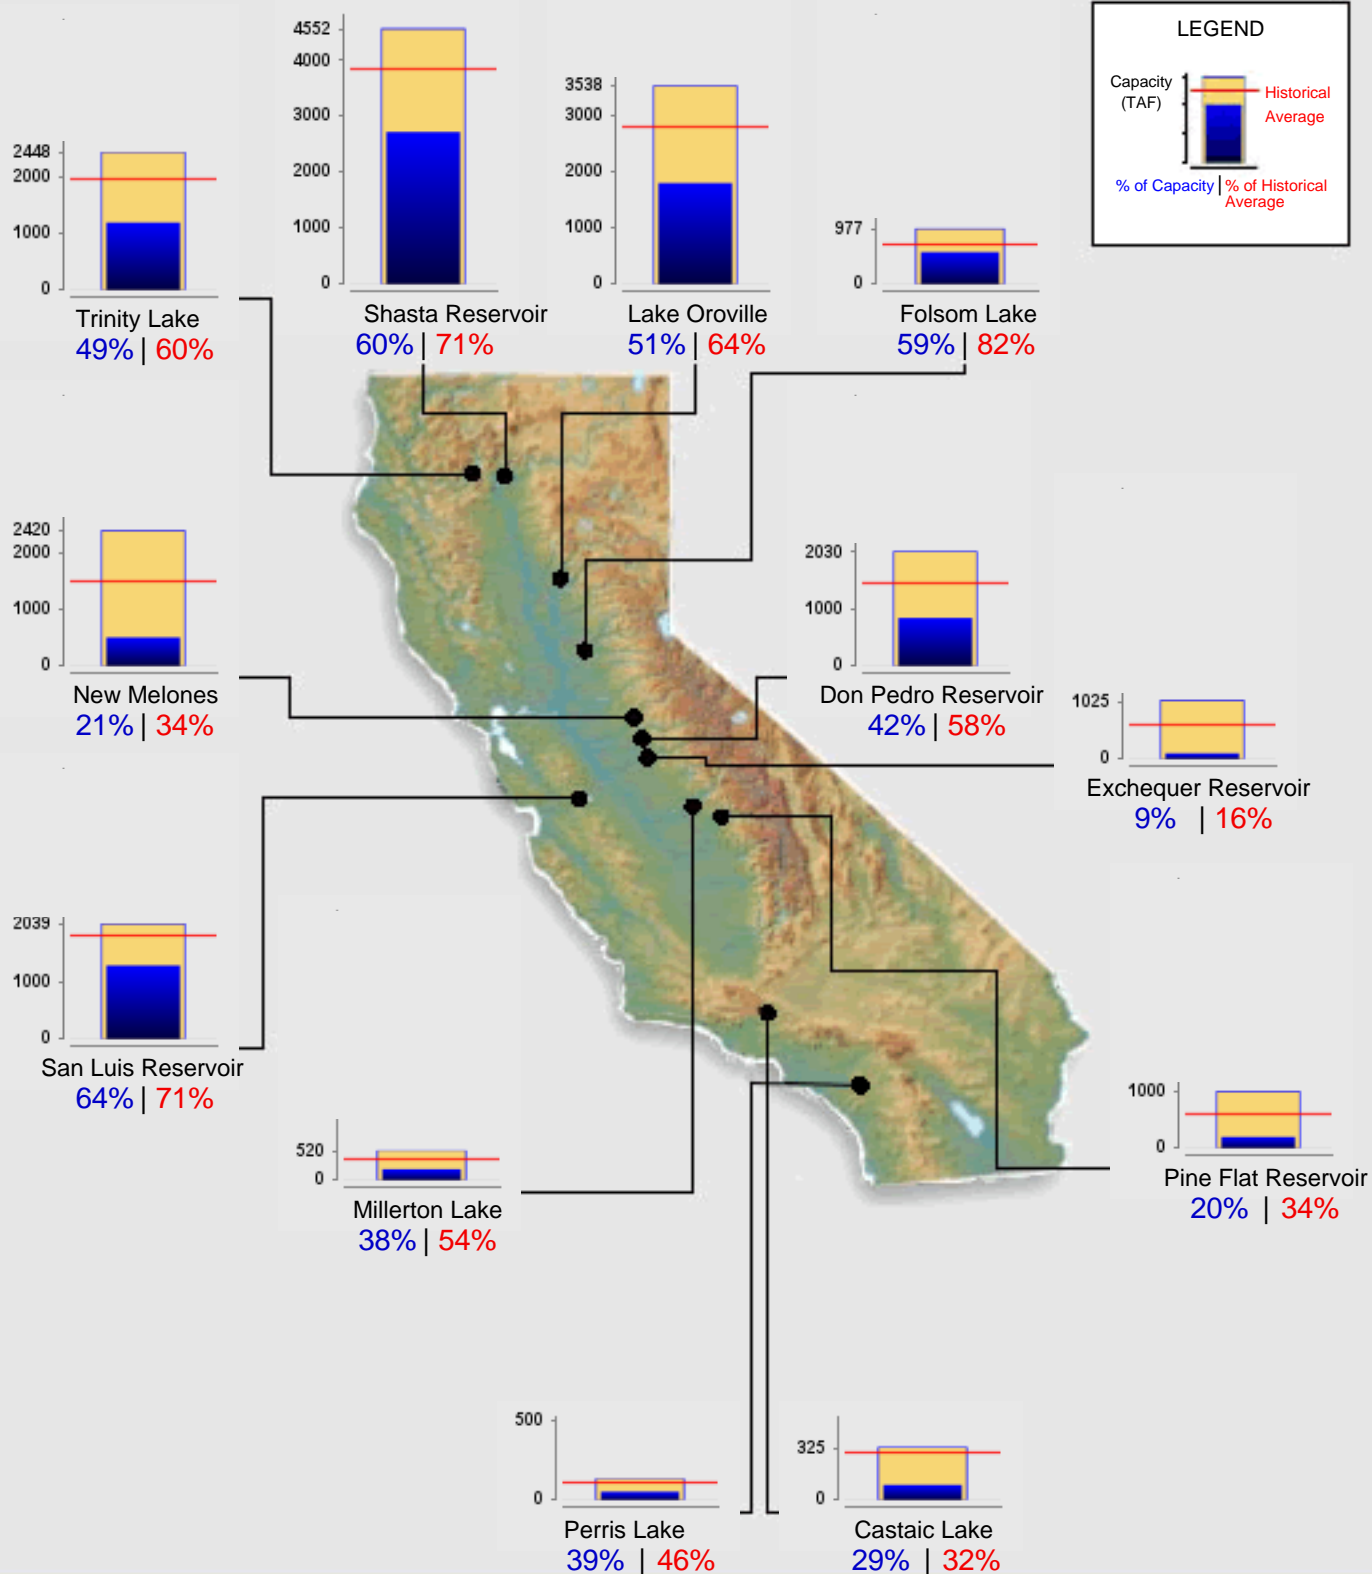 LEGEND
Capacity
(TAF)
Historical
Average
% of Capacity | % of Historical
Average
2448
2000
1000
0
Trinity Lake
49% | 60%
4552
4000
3000
2000
1000
0
Shasta Reservoir
60% | 71%
3538
3000
2000
1000
0
Lake Oroville
51% | 64%
977
0
Folsom Lake
59% | 82%
2420
2000
1000
0
New Melones
21% | 34%
2030
1000
0
Don Pedro Reservoir
42% | 58%
1025
0
Exchequer Reservoir
9% | 16%
2039
1000
0
San Luis Reservoir
64% | 71%
520
0
Millerton Lake
38% | 54%
1000
0
Pine Flat Reservoir
20% | 34%
500
0
Perris Lake
39% | 46%
325
0
Castaic Lake
29% | 32%